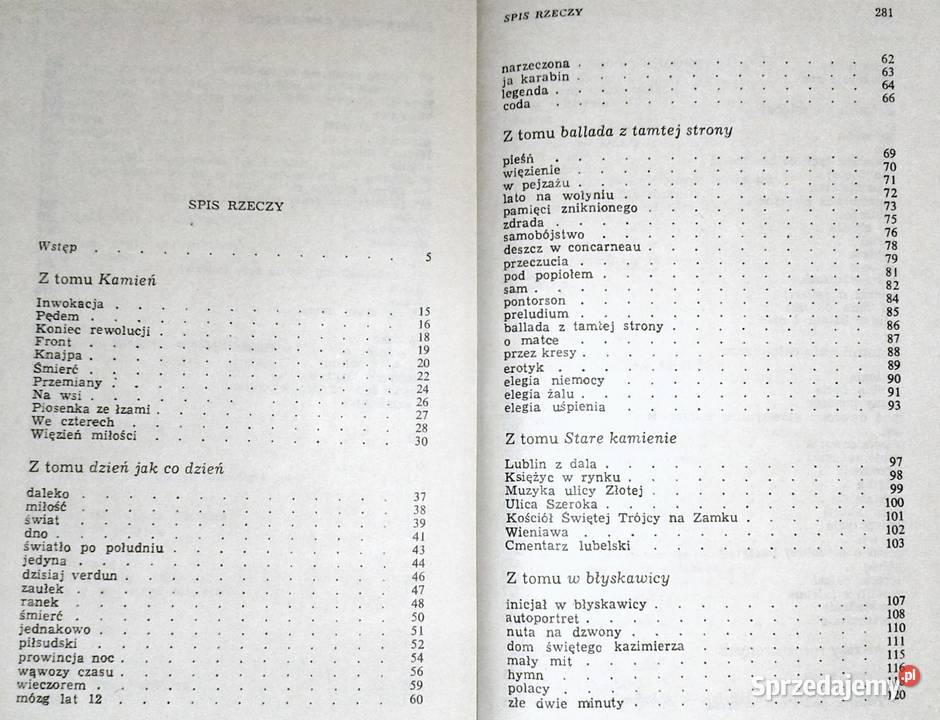 SPIS RZECZY
Wstęp . . . . . . . . . . . . 5
Z tomu Kamień
Inwokacja . . . . . . . . . . 15
Pędem . . . . . . . . . . 16
Koniec rewolucji . . . . . . . . . . 18
Front . . . . . . . . . . 19
Knajpa . . . . . . . . . . 20
Śmierć . . . . . . . . . . 22
Przemiany . . . . . . . . . . 24
Na wsi . . . . . . . . . . 26
Piosenka ze łzami . . . . . . . . . . 27
We czterech . . . . . . . . . . 28
Więzień miłości . . . . . . . . . . 30
Z tomu dzień jak co dzień
daleko . . . . . . . . . . 37
miłość . . . . . . . . . . 38
świat . . . . . . . . . . 39
dno . . . . . . . . . . 41
światło po południu . . . . . . . . . . 43
jedyna . . . . . . . . . . 44
dzisiaj verdun . . . . . . . . . . 46
zaułek . . . . . . . . . . 47
ranek . . . . . . . . . . 48
śmierć . . . . . . . . . . 50
jednakowo . . . . . . . . . . 51
piłsudski . . . . . . . . . . 52
prowincja noc . . . . . . . . . . 54
wąwozy czasu . . . . . . . . . . 56
wieczorem . . . . . . . . . . 59
mózg lat 12 . . . . . . . . . . 60
SPIS RZECZY 281
narzeczona . . . . . . . . . . 62
ja karabin . . . . . . . . . . 63
legenda . . . . . . . . . . 64
coda . . . . . . . . . . 66
Z tomu ballada z tamtej strony
pieśń . . . . . . . . . . 69
więzienie . . . . . . . . . . 70
w pejzażu . . . . . . . . . . 71
lato na wołyniu . . . . . . . . . . 72
pamięci zniknionego . . . . . . . . . . 73
zdrada . . . . . . . . . . 75
samobójstwo . . . . . . . . . . 76
deszcz w concarneau . . . . . . . . . . 78
przeczucia . . . . . . . . . . 79
pod popiołem . . . . . . . . . . 81
sam . . . . . . . . . . 82
pontorson . . . . . . . . . . 84
preludium . . . . . . . . . . 85
ballada z tamtej strony . . . . . . . . . . 86
o matce . . . . . . . . . . 87
przez kresy . . . . . . . . . . 88
erotyk . . . . . . . . . . 89
elegia niemocy . . . . . . . . . . 90
elegia żalu . . . . . . . . . . 91
elegia uśpienia . . . . . . . . . . 93
Z tomu Stare kamienie
Lublin z dala . . . . . . . . . . 97
Księżyc w rynku . . . . . . . . . . 98
Muzyka ulicy Złotej . . . . . . . . . . 99
Ulica Szeroka . . . . . . . . . . 100
Kościół Świętej Trójcy na Zamku . . . . . . 101
Wieniawa . . . . . . . . . . 102
Cmentarz lubelski . . . . . . . . . . 103
Z tomu w błyskawicy
inicjał w błyskawicy . . . . . . . . . . 107
autoportret . . . . . . . . . . 108
nuta na dzwony . . . . . . . . . . 110
dom świętego kazimierza . . . . . . . . 111
mały mit . . . . . . . . . . 115
hymn . . . . . . . . . . 116
polacy . . . . . . . . . .
złe dwie minuty . . . . . . . . . . 120
Sprzedajemy.pl